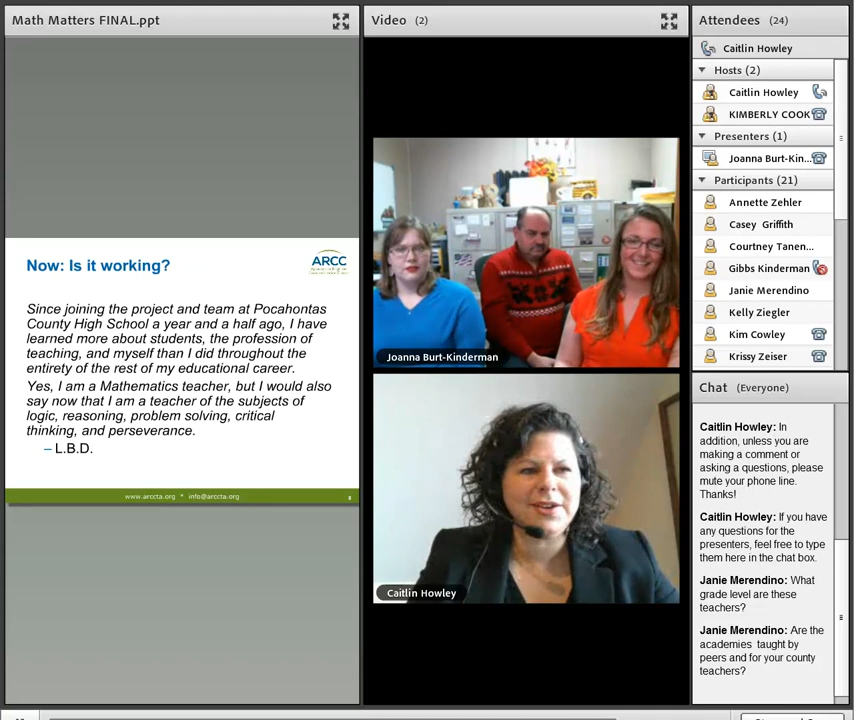 Math Matters FINAL.ppt
Now: Is it working?
ARCC
Since joining the project and team at Pocahontas
County High School a year and a half ago, I have
learned more about students, the profession of
teaching, and myself than I did throughout the
entirety of the rest of my educational career.
Yes, I am a Mathematics teacher, but I would also
say now that I am a teacher of the subjects of
logic, reasoning, problem solving, critical
thinking, and perseverance.
– L.B.D.
www.arccta.org * info@arccta.org
8
Video (2)
Joanna Burt-Kinderman
Caitlin Howley
Attendees (24)
Caitlin Howley
Hosts (2)
Caitlin Howley
KIMBERLY COOK
Presenters (1)
Joanna Burt-Kin...
Participants (21)
Annette Zehler
Casey Griffith
Courtney Tanen...
Gibbs Kinderman
Janie Merendino
Kelly Ziegler
Kim Cowley
Krissy Zeiser
Chat (Everyone)
Caitlin Howley: In
addition, unless you are
making a comment or
asking a questions, please
mute your phone line.
Thanks!
Caitlin Howley: If you have
any questions for the
presenters, feel free to type
them here in the chat box.
Janie Merendino: What
grade level are these
teachers?
Janie Merendino: Are the
academies taught by
peers and for your county
teachers?